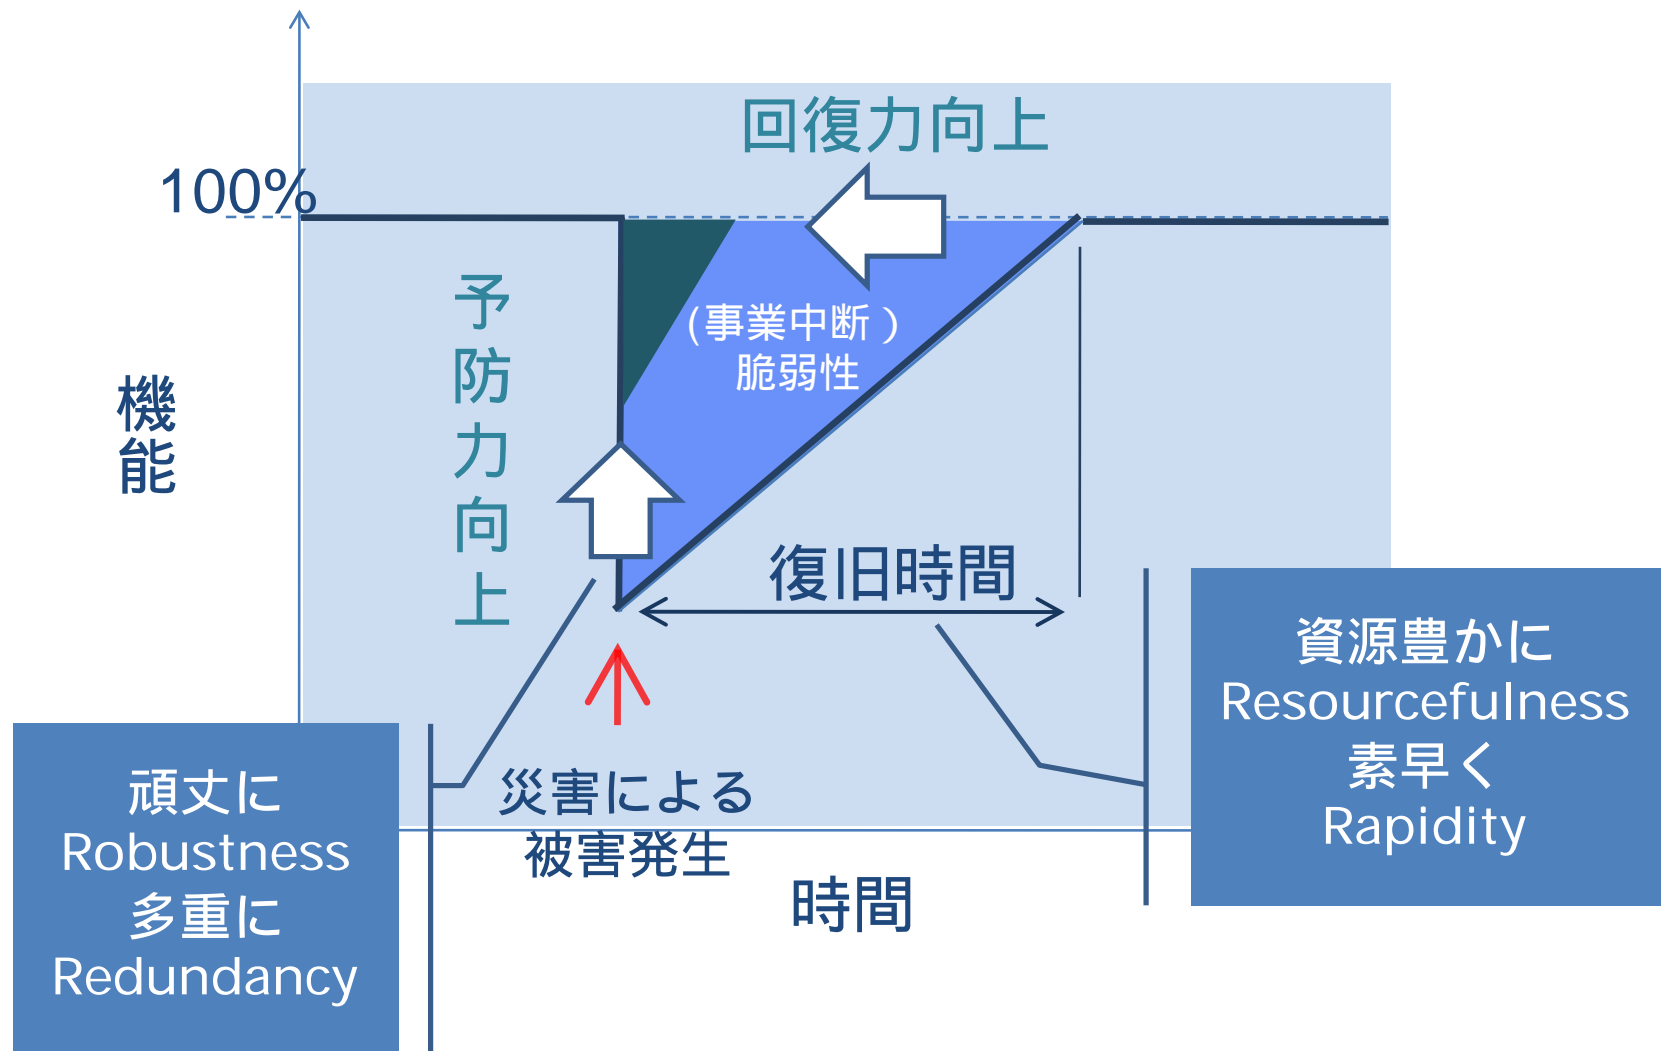 回復力向上
100%
予防力向上
(事業中断）
脆弱性
機能
復旧時間
資源豊かに
Resourcefulness
素早く
Rapidity
頑丈に
Robustness
多重に
Redundancy
災害による
被害発生
時間